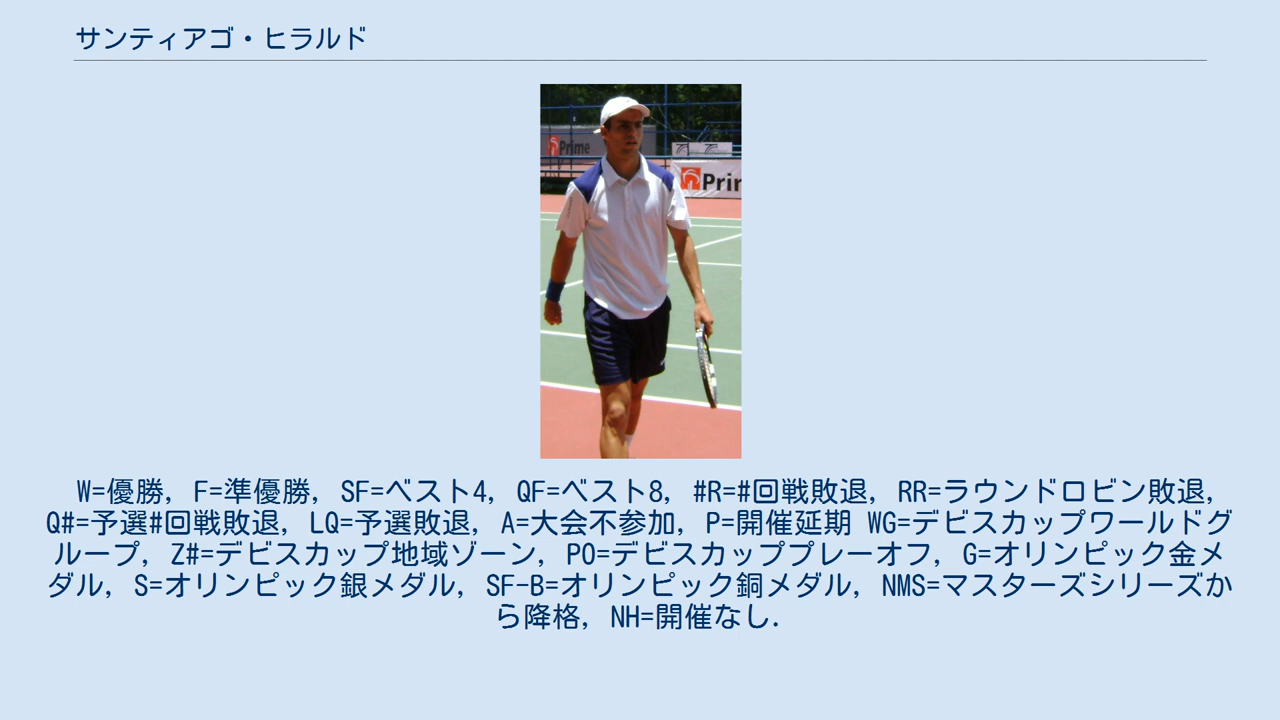 サンティアゴ・ヒラルド
Prime
Prir
W=優勝, F=準優勝, SF=ベスト4, QF=ベスト8, #R=#回戦敗退, RR=ラウンドロビン敗退,
Q#=予選#回戦敗退, LQ=予選敗退, A=大会不参加, P=開催延期 WG=デビスカップワールドグ
ループ, Z#=デビスカップ地域ゾーン, PO=デビスカッププレーオフ, G=オリンピック金メ
ダル, S=オリンピック銀メダル, SF-B=オリンピック銅メダル, NMS=マスターズシリーズか
ら降格, NH=開催なし.